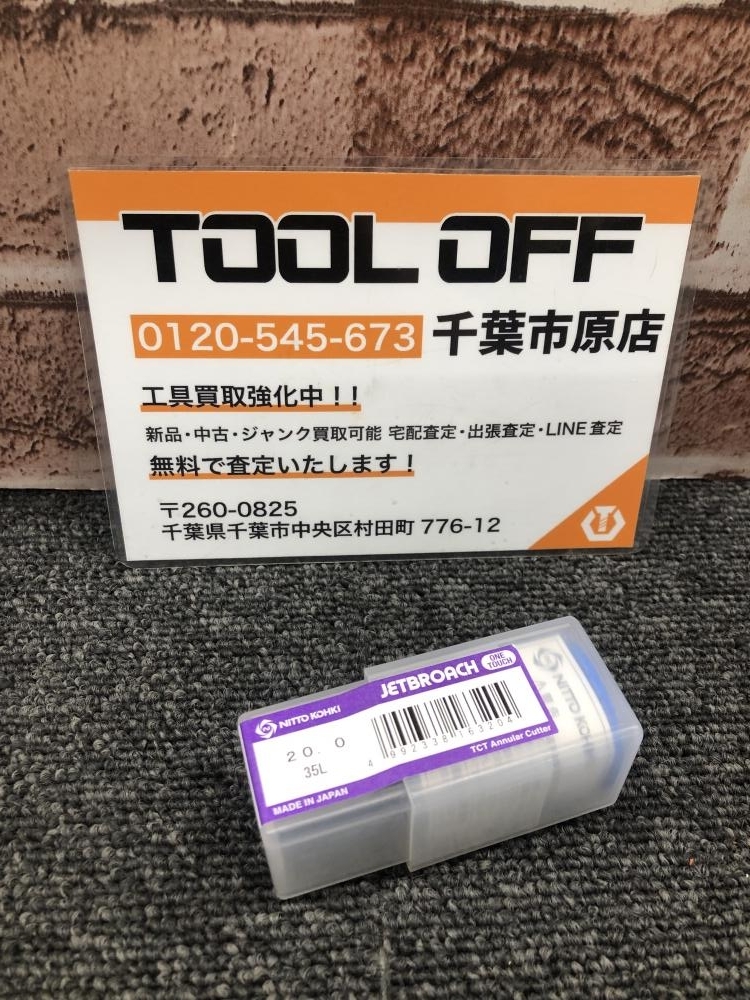 TOOL OFF
0120-545-673 千葉市原店
工具買取強化中！！
新品・中古・ジャンク買取可能 宅配査定・出張査定・LINE査定
無料で査定いたします！
〒260-0825
千葉県千葉市中央区村田町 776-12
JETBROACH ONE TOUCH
NITTO KOHKI
20.0
35L
4 992338 163204
TCT Annular Cutter
MADE IN JAPAN
NITTO KOHKI